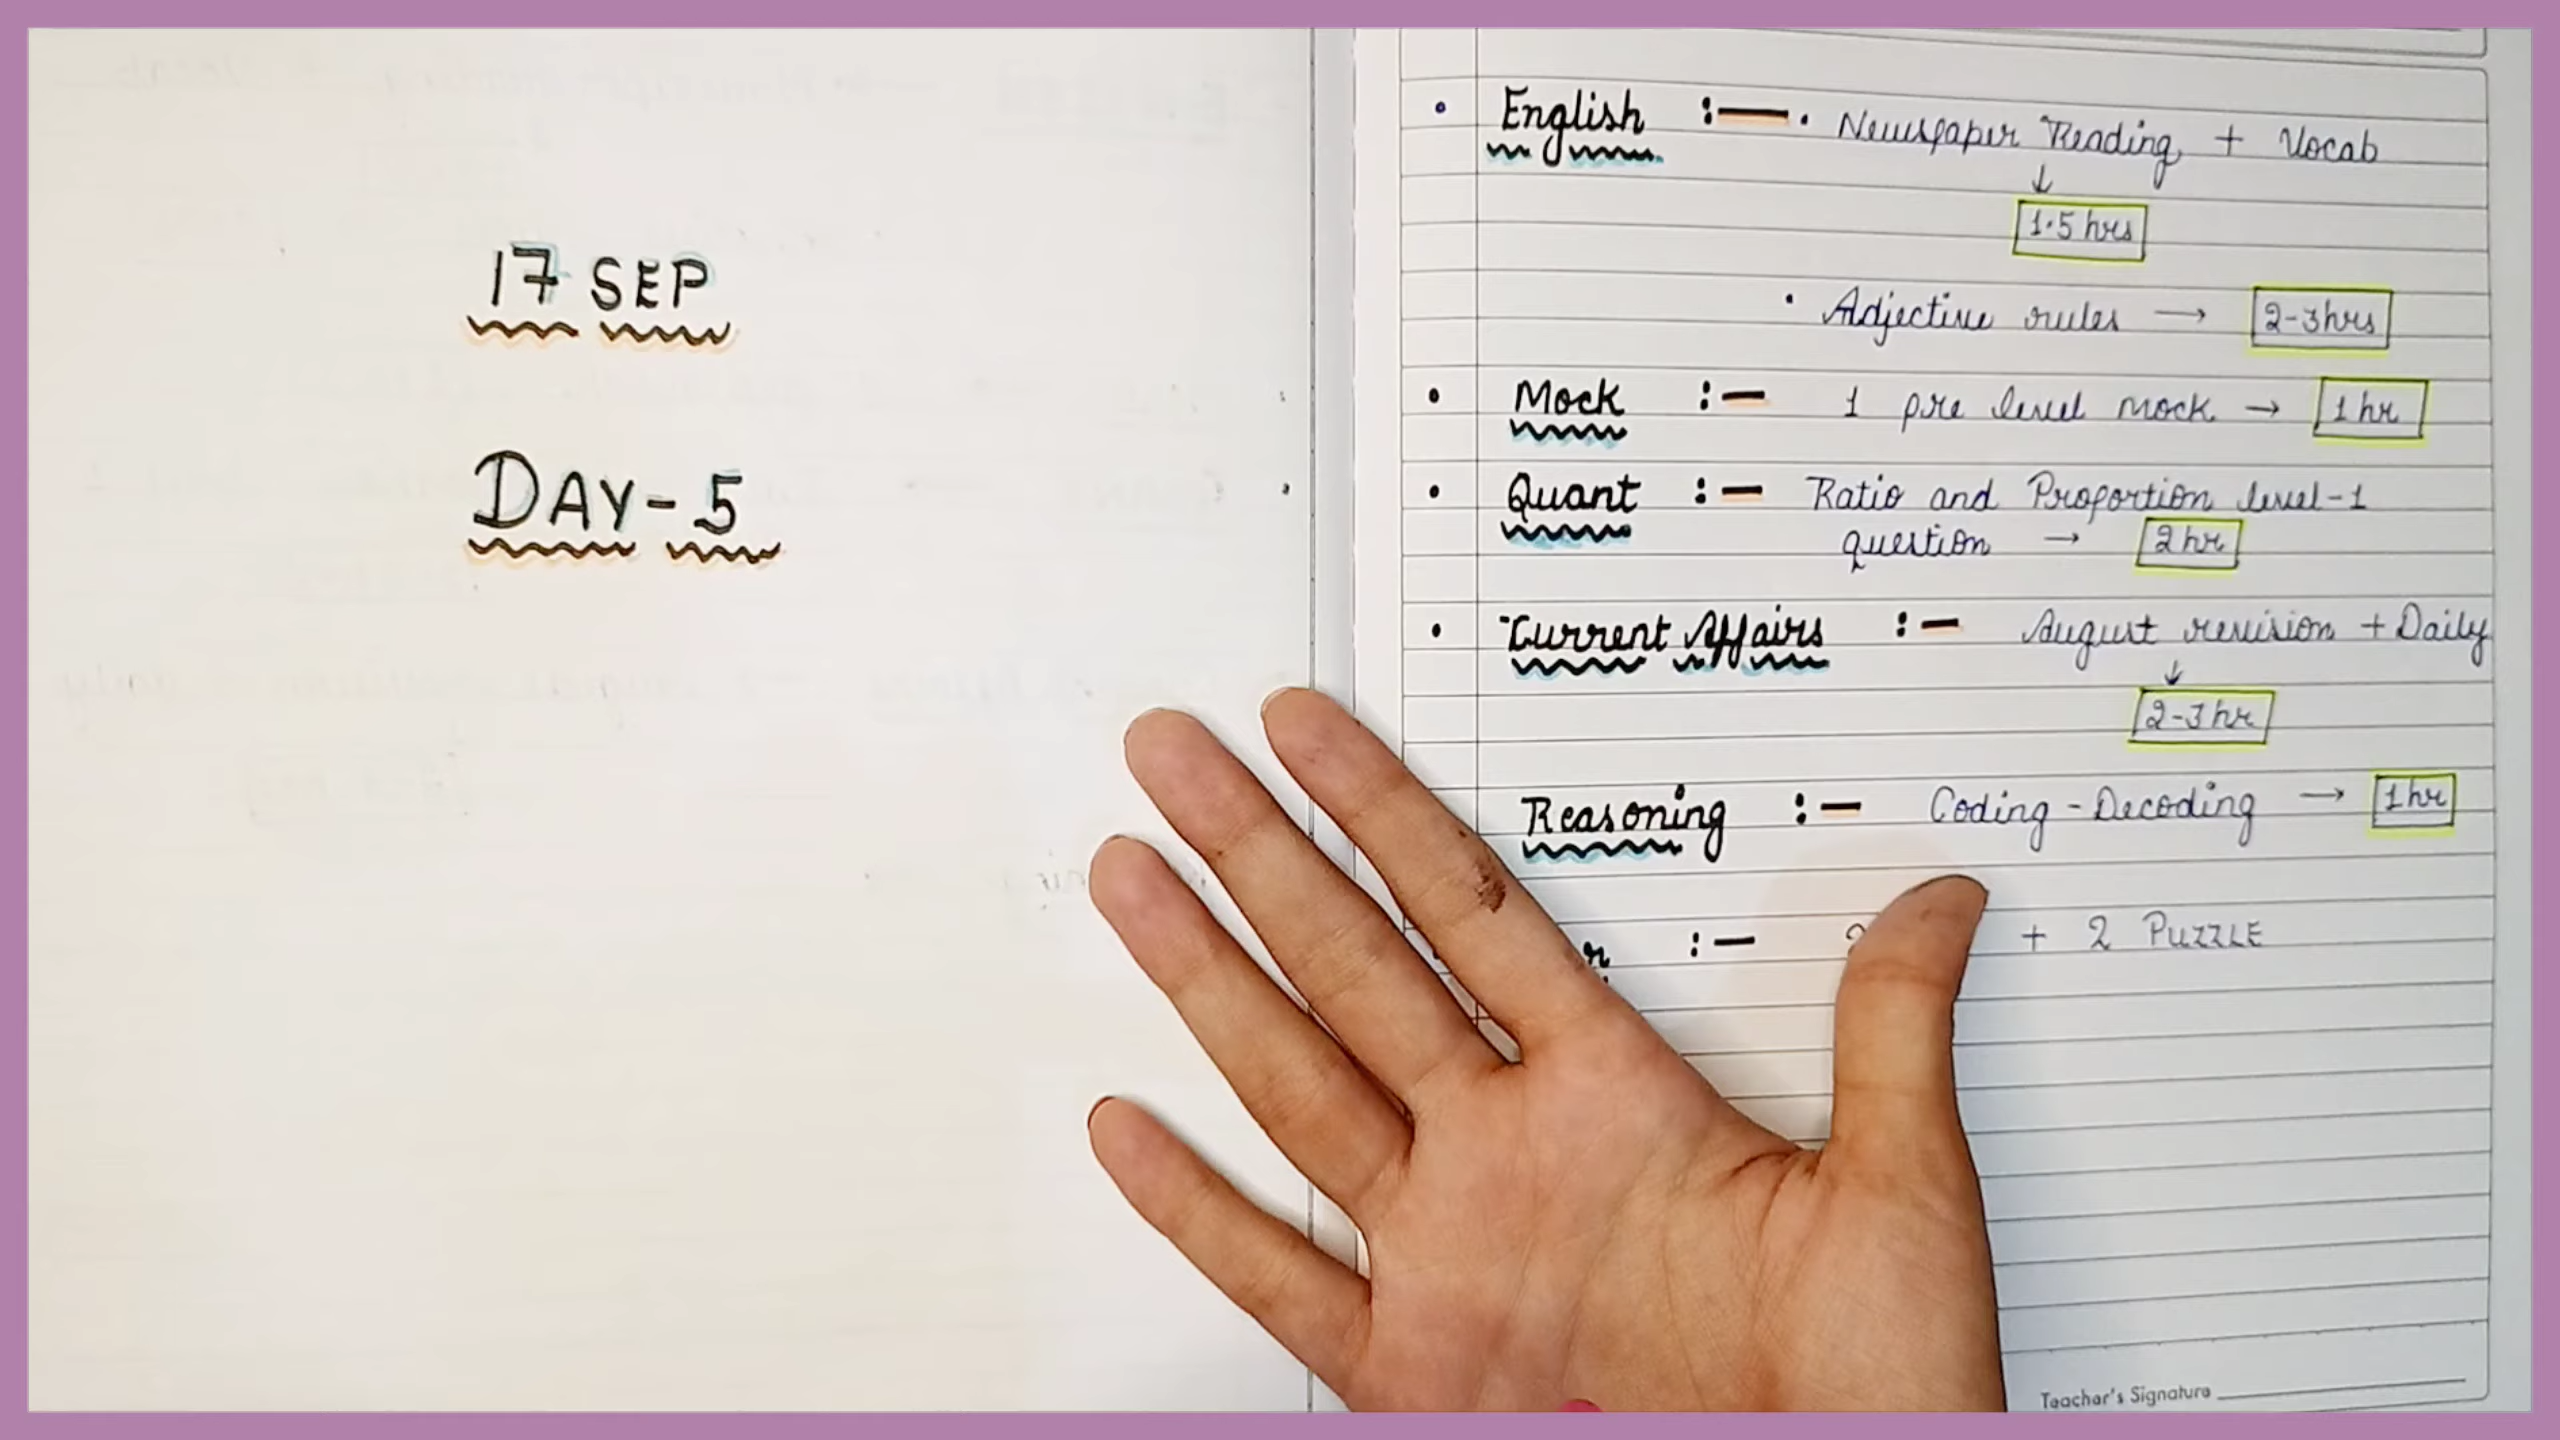 17 SEP
DAY-5
• English :— • Newspaper Reading + Vocab
↓
1.5 hrs
• Adjective rules → 2-3hrs
• Mock :— 1 pre level mock → 1 hr
• Quant :— Ratio and Proportion level-1
question → 2 hr
• Current Affairs :— August revision + Daily
↓
2-3 hr
Reasoning :— Coding-Decoding → 1hr
:— + 2 PUZZLE
Teacher's Signature